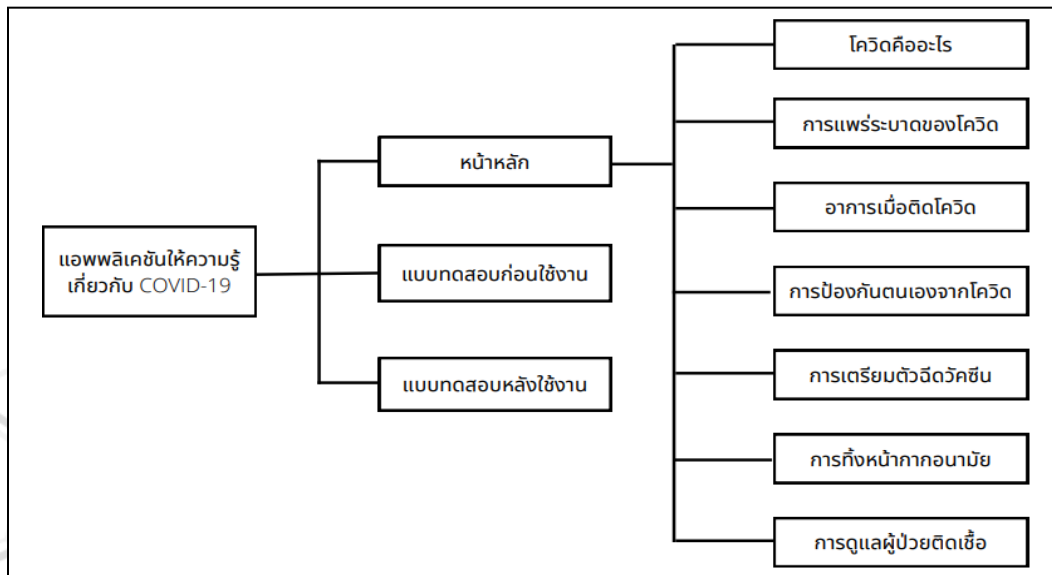 แอพพลิเคชันให้ความรู้
เกี่ยวกับ COVID-19
หน้าหลัก
แบบทดสอบก่อนใช้งาน
แบบทดสอบหลังใช้งาน
โควิดคืออะไร
การแพร่ระบาดของโควิด
อาการเมื่อติดโควิด
การป้องกันตนเองจากโควิด
การเตรียมตัวฉีดวัคซีน
การทิ้งหน้ากากอนามัย
การดูแลผู้ป่วยติดเชื้อ